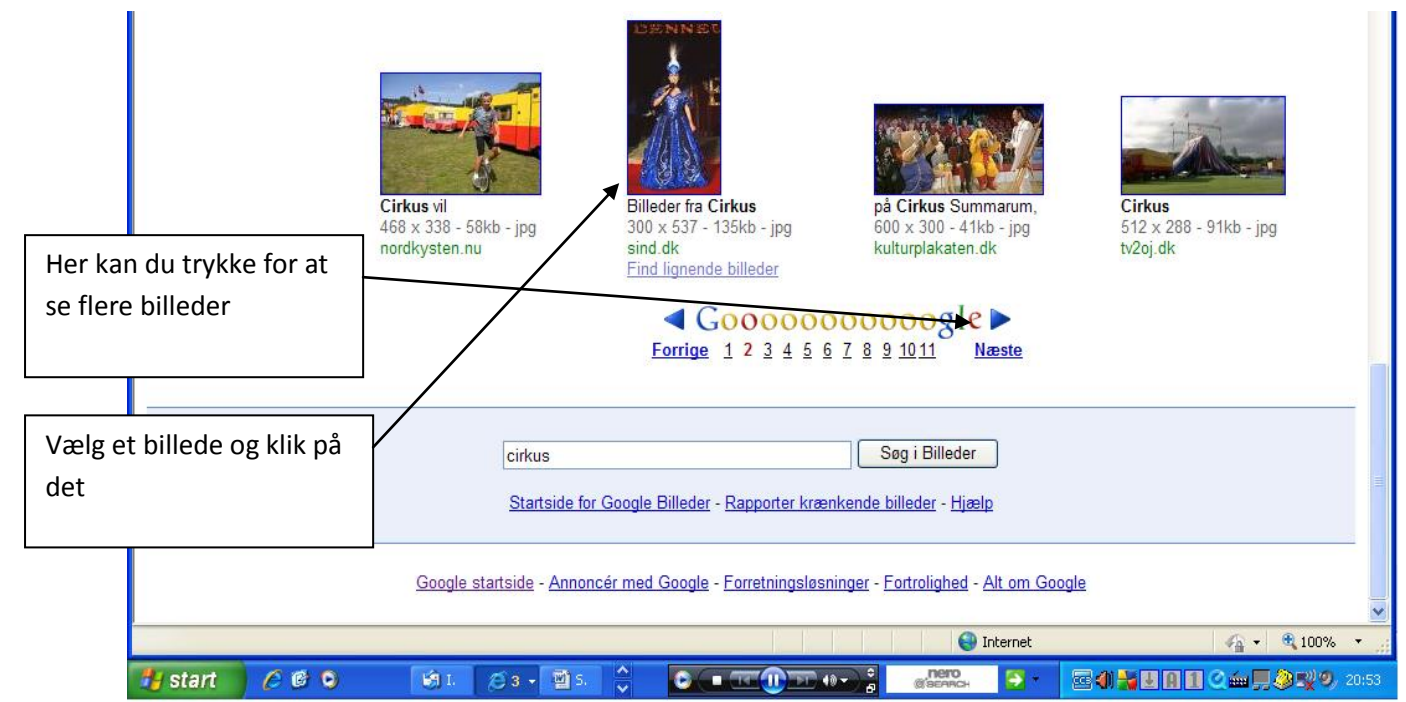 DENNEV
Cirkus vil
468 x 338 - 58kb - jpg
nordkysten.nu
Billeder fra Cirkus
300 x 537 - 135kb - jpg
sind.dk
Find lignende billeder
på Cirkus Summarum,
600 x 300 - 41kb - jpg
kulturplakaten.dk
Cirkus
512 x 288 - 91kb - jpg
tv2oj.dk
Her kan du trykke for at
se flere billeder
Gooooooooooogle
Forrige 1 2 3 4 5 6 7 8 9 10 11 Næste
Vælg et billede og klik på
det
cirkus
Søg i Billeder
Startside for Google Billeder - Rapporter krænkende billeder - Hjælp
Google startside - Annoncér med Google - Forretningsløsninger - Fortrolighed - Alt om Google
Internet
100%
start
I.
3
S.
nero
SEARCH
20:53